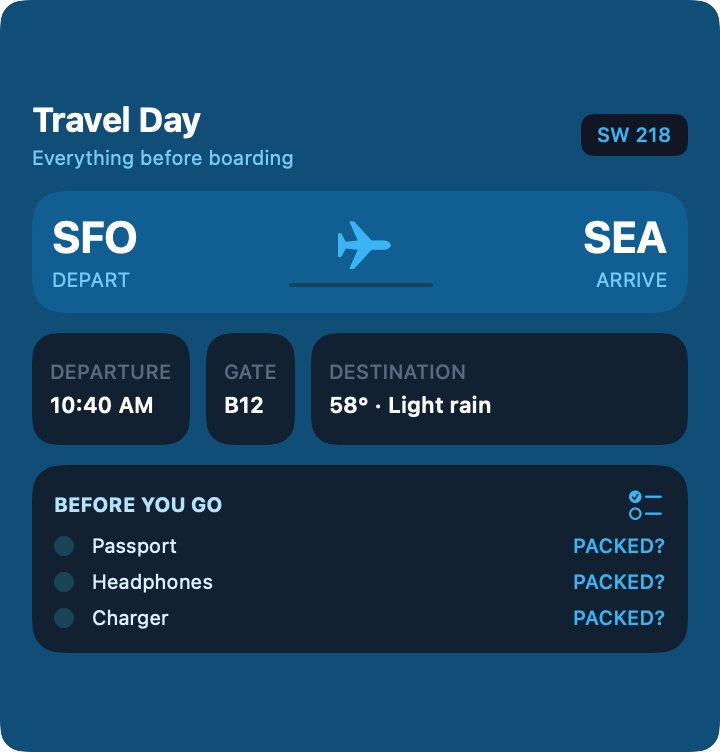 Travel Day
Everything before boarding
SW 218
SFO
DEPART
SEA
ARRIVE
DEPARTURE
10:40 AM
GATE
B12
DESTINATION
58° · Light rain
BEFORE YOU GO
Passport PACKED?
Headphones PACKED?
Charger PACKED?